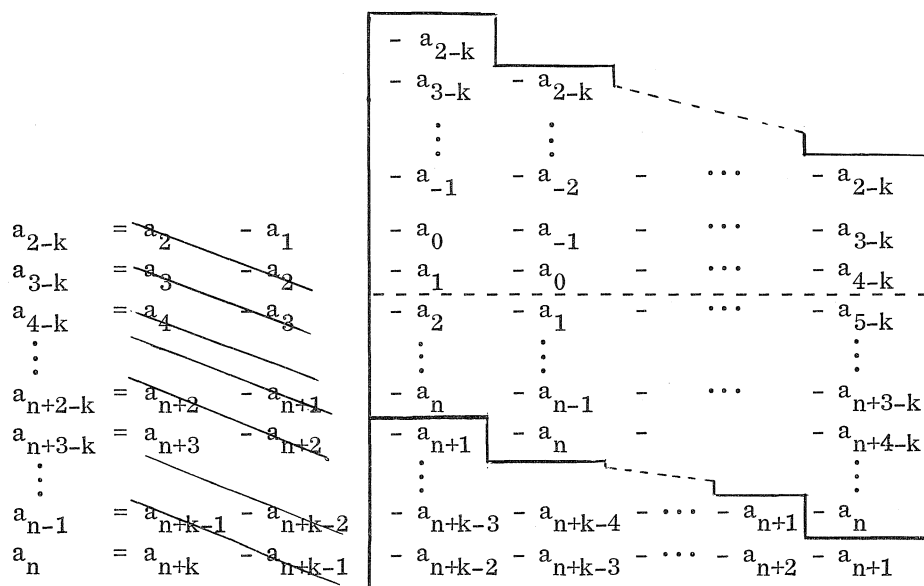 - a_{2-k}
- a_{3-k} - a_{2-k}
⋮ ⋮
- a_{-1} - a_{-2} - ... - a_{2-k}
a_{2-k} = a_2 - a_1 - a_0 - a_{-1} - ... - a_{3-k}
a_{3-k} = a_3 - a_2 - a_1 - a_0 - ... - a_{4-k}
a_{4-k} = a_4 - a_3 - a_2 - a_1 - ... - a_{5-k}
⋮ ⋮ ⋮ ⋮
a_{n+2-k} = a_{n+2} - a_{n+1} - a_n - a_{n-1} - ... - a_{n+3-k}
a_{n+3-k} = a_{n+3} - a_{n+2} - a_{n+1} - a_n - a_{n+4-k}
⋮ ⋮ ⋮
a_{n-1} = a_{n+k-1} - a_{n+k-2} - a_{n+k-3} - a_{n+k-4} - ... - a_{n+1} - a_n
a_n = a_{n+k} - a_{n+k-1} - a_{n+k-2} - a_{n+k-3} - ... - a_{n+2} - a_{n+1}